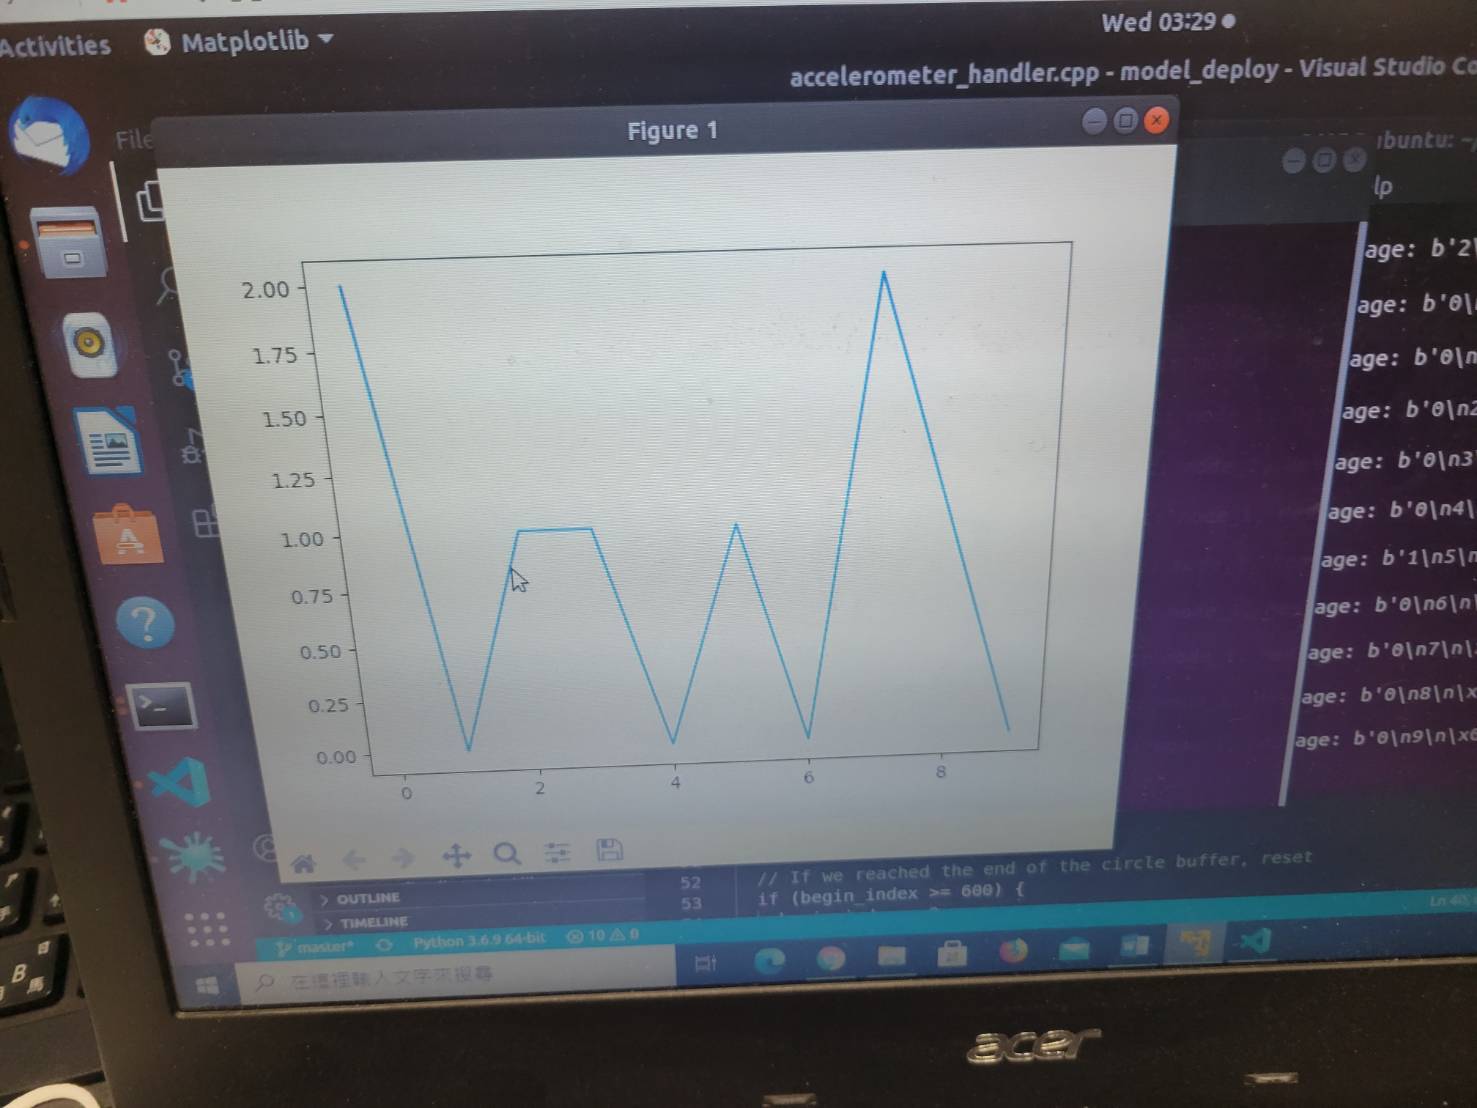 Activities
Matplotlib
Wed 03:29
accelerometer_handler.cpp - model_deploy - Visual Studio
File
Figure 1
ubuntu: ~/
lp
2.00
1.75
1.50
1.25
1.00
0.75
0.50
0.25
0.00
0 2 4 6 8
age: b'2\
age: b'0\
age: b'0\n
age: b'0\n2
age: b'0\n3
age: b'0\n4\
age: b'1\n5\n
age: b'0\n6\n\
age: b'0\n7\n\
age: b'0\n8\n\x
age: b'0\n9\n\x
52 // If we reached the end of the circle buffer, reset
53 if (begin_index >= 600) {
> OUTLINE
> TIMELINE
master*
Python 3.6.9 64-bit
10
0
Ln 40
在這裡輸入文字來搜尋
acer
B